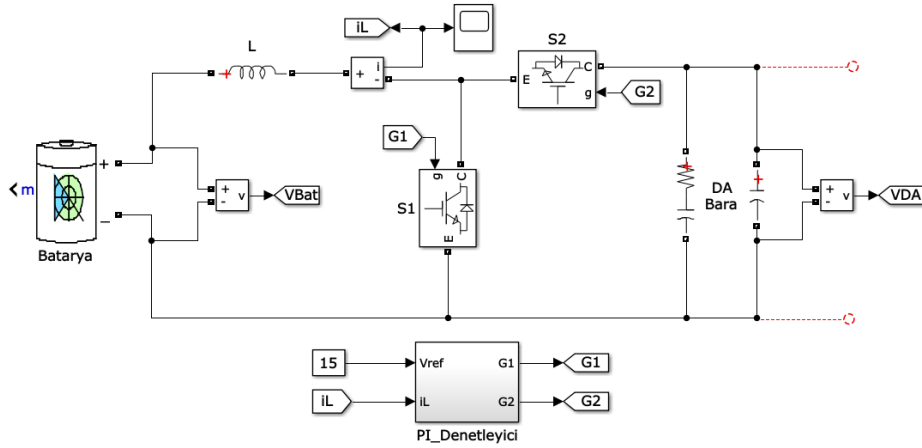 iL
L
i
+
-
S2
E
C
g
G2
G1
g
C
S1
E
+
m
+
-
v
VBat
–
Batarya
DA
Bara
+
-
v
VDA
15
Vref
G1
G1
iL
iL
G2
G2
PI_Denetleyici